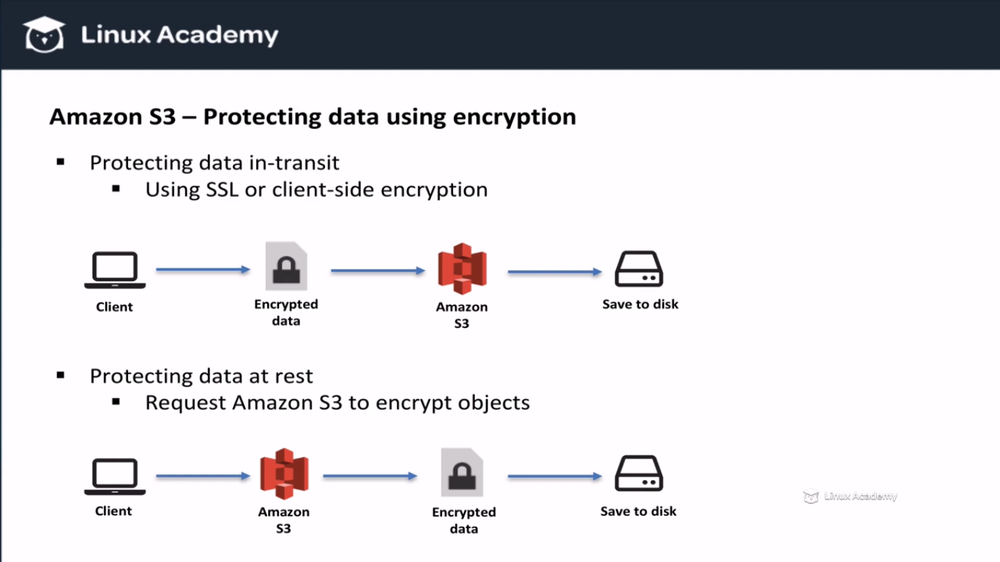 Linux Academy
Amazon S3 – Protecting data using encryption
▪ Protecting data in-transit
▪ Using SSL or client-side encryption
Client
Encrypted
data
Amazon
S3
Save to disk
▪ Protecting data at rest
▪ Request Amazon S3 to encrypt objects
Client
Amazon
S3
Encrypted
data
Save to disk
Linux Academy